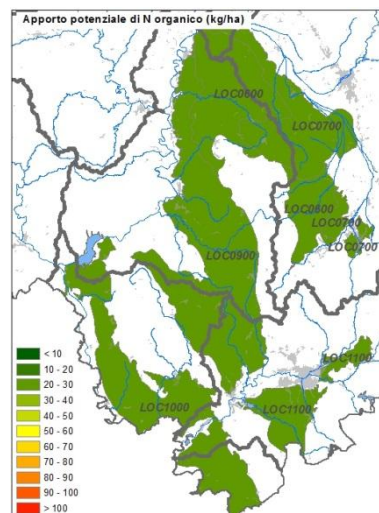 Apporto potenziale di N organico (kg/ha)
LOC0600
LOC0700
LOC0600
LOC0700
LOC0700
LOC0900
LOC1100
LOC1000
LOC1100
< 10
10 - 20
20 - 30
30 - 40
40 - 50
50 - 60
60 - 70
70 - 80
80 - 90
90 - 100
> 100